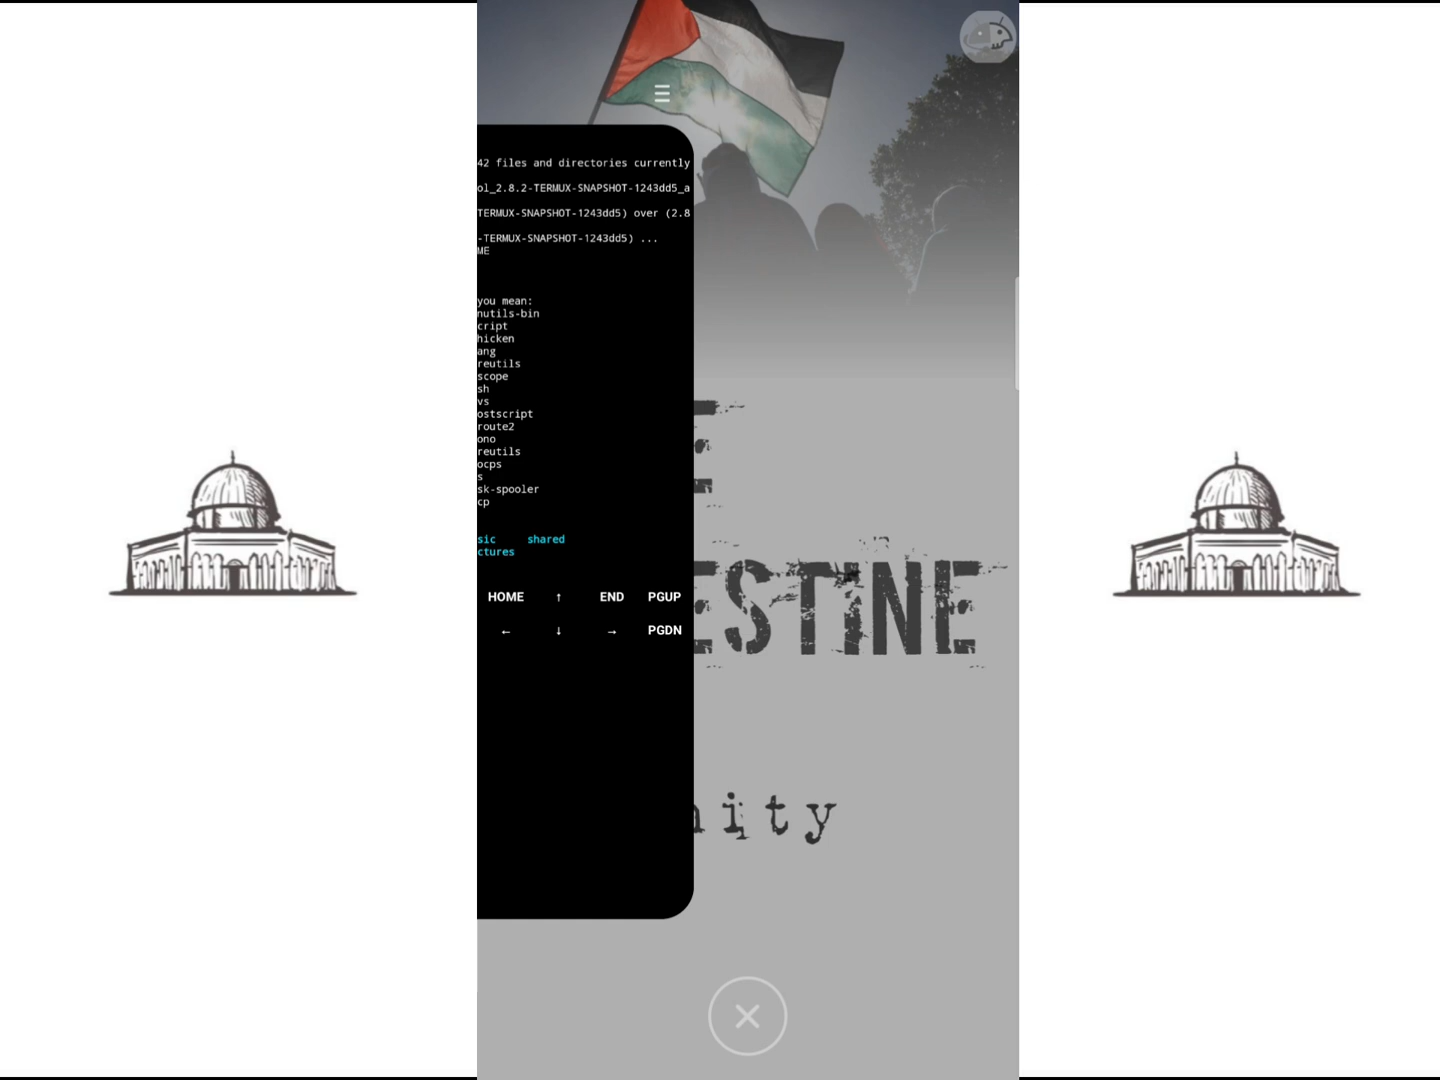 42 files and directories currently
ol_2.8.2-TERMUX-SNAPSHOT-1243dd5_a
TERMUX-SNAPSHOT-1243dd5) over (2.8
-TERMUX-SNAPSHOT-1243dd5) ...
ME
you mean:
nutils-bin
cript
hicken
ang
reutils
scope
sh
vs
ostscript
route2
ono
reutils
ocps
s
sk-spooler
cp
sic shared
ctures
HOME ↑ END PGUP
← ↓ → PGDN
E
ESTINE
nity